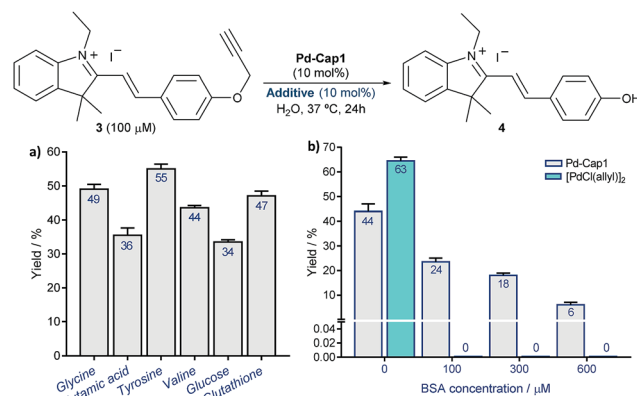 N
+
I⁻
O
3 (100 μM)
Pd-Cap1
(10 mol%)
Additive (10 mol%)
H₂O, 37 ºC, 24h
N
+
I⁻
OH
4
a)
Yield / %
60
50
40
30
20
10
0
49
36
55
44
34
47
Glycine
Tyrosine
Valine
Glucose
b)
Yield / %
70
60
50
40
30
20
10
0.04
0.02
0.00
Pd-Cap1
[PdCl(allyl)]₂
44
63
24
0
18
0
6
0
0
100
300
600
BSA concentration / μM